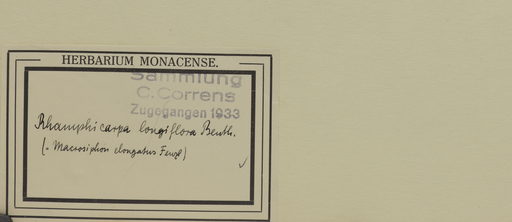 HERBARIUM MONACENSE.
Sammlung
C. Correns
Zugegangen 1933
Rhamphicarpa longiflora Benth.
(= Macrosiphon elongatus Fenzl)